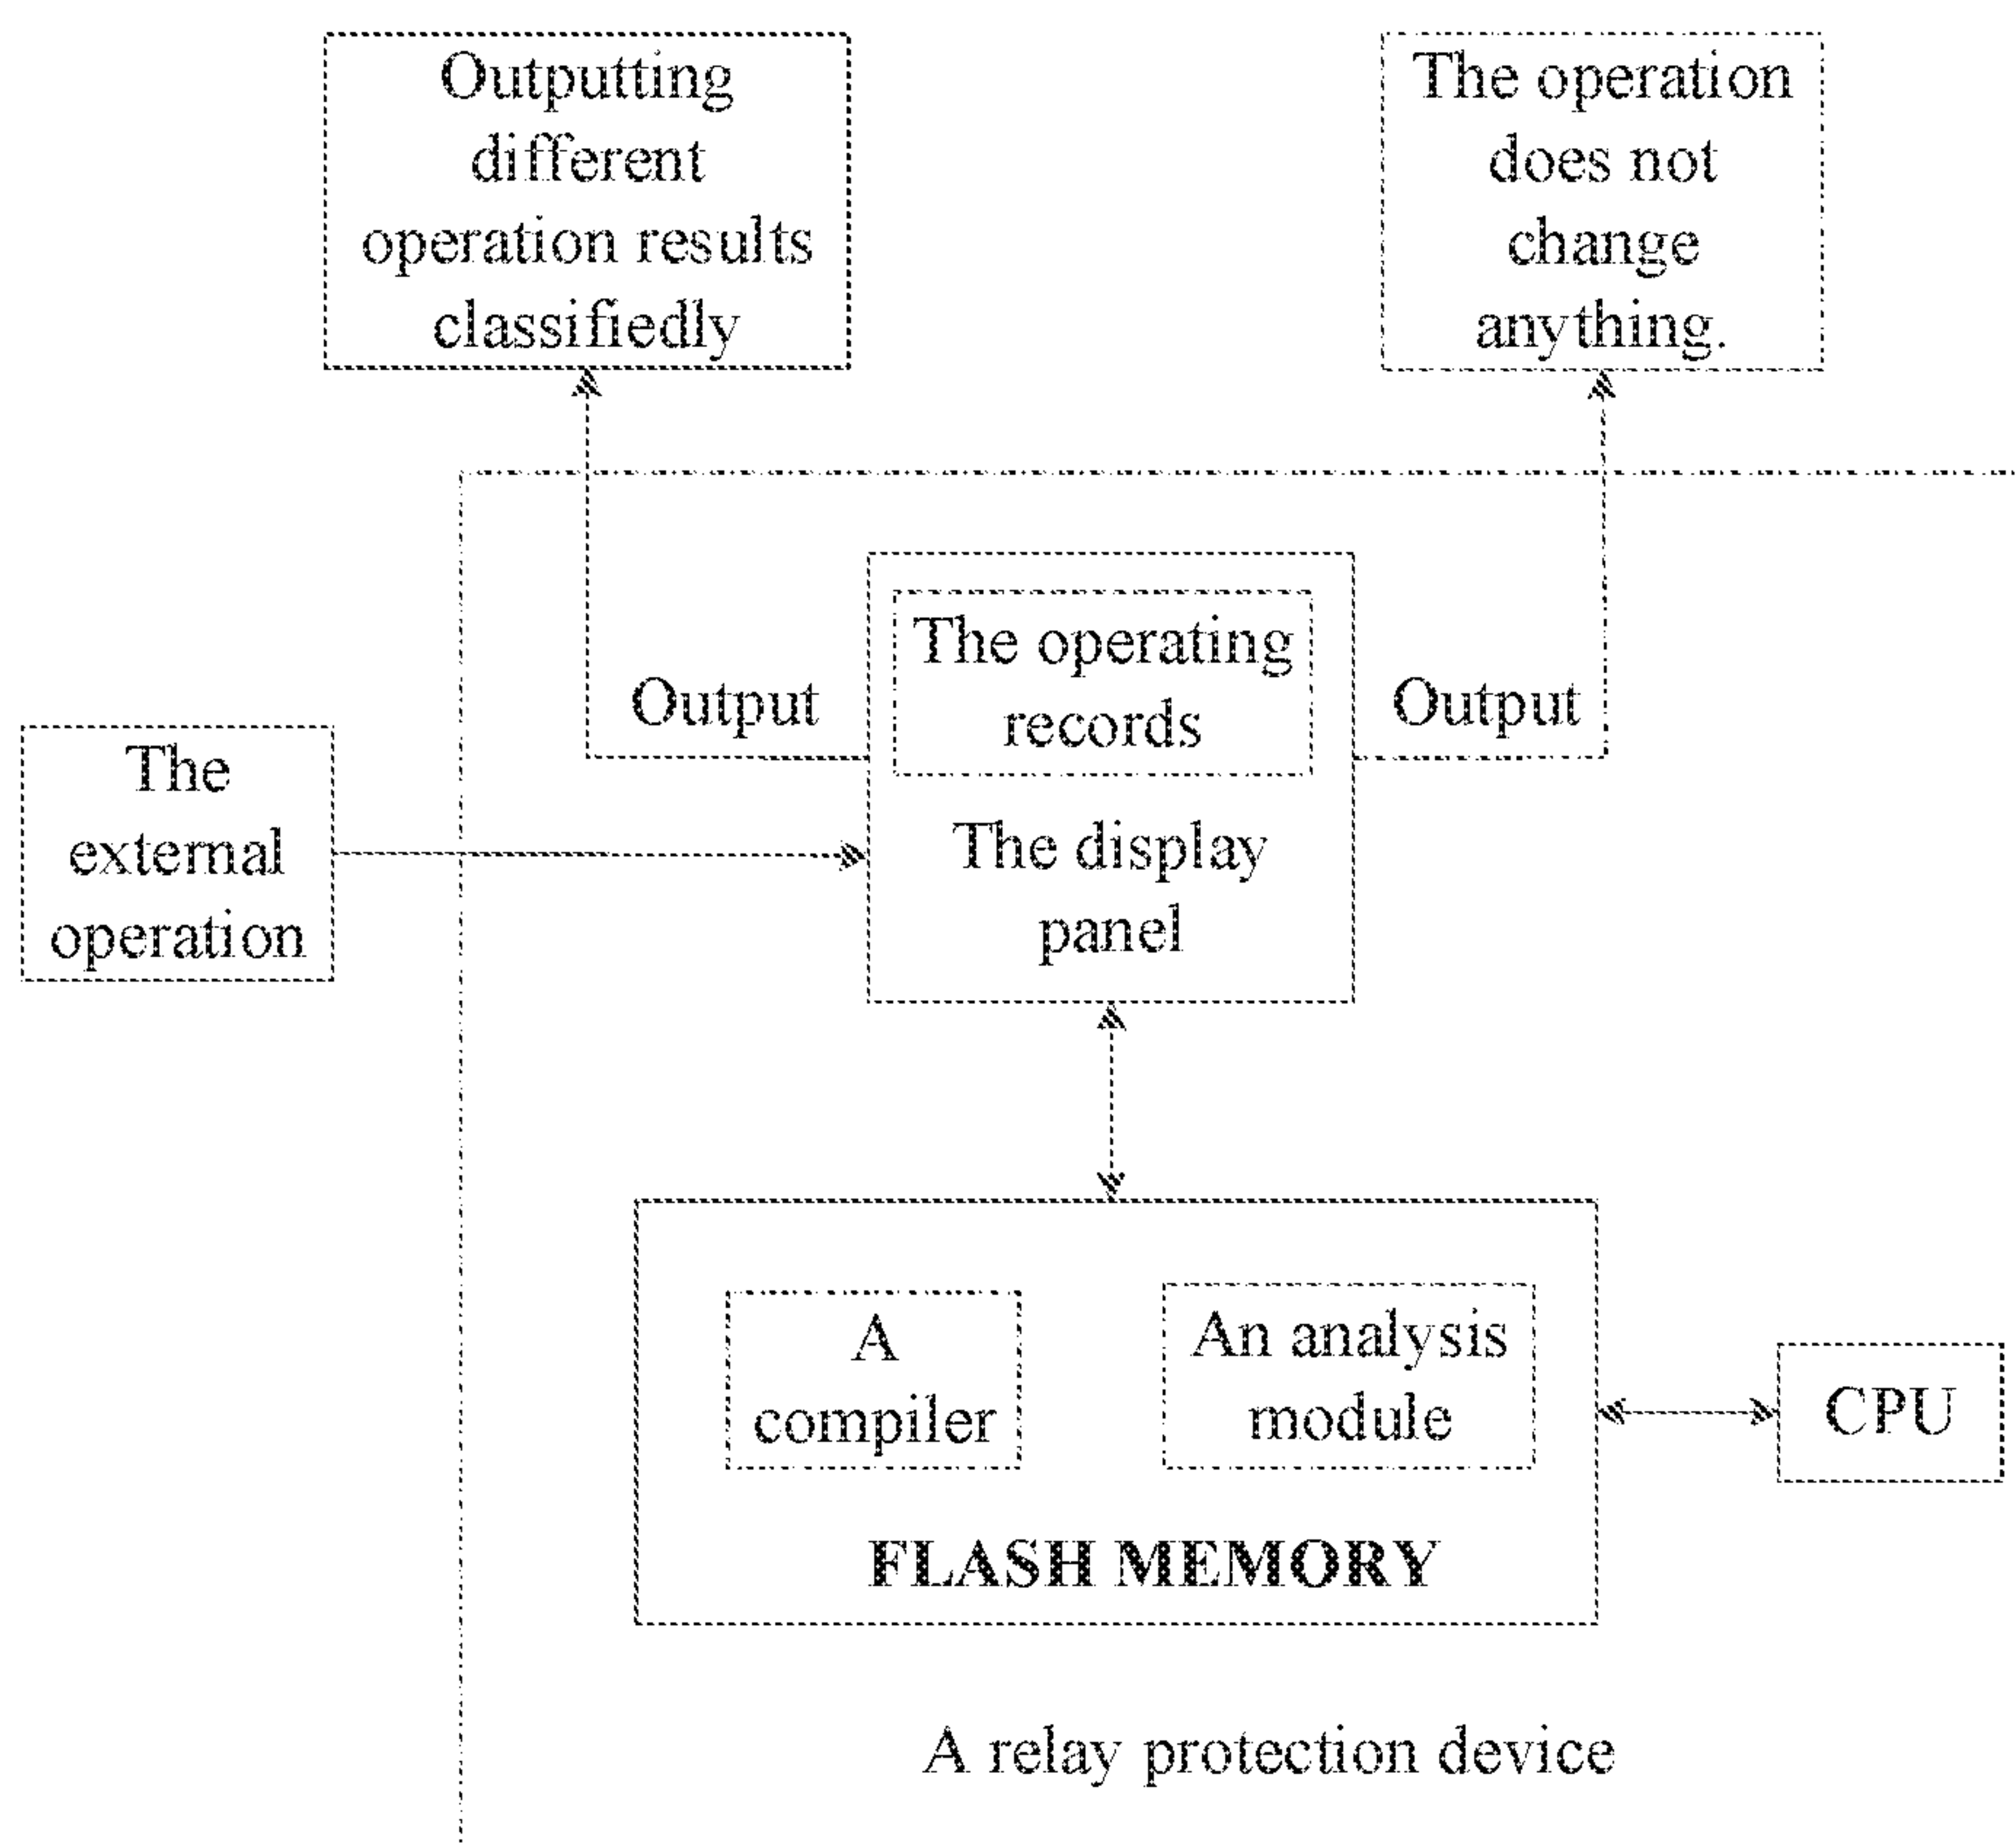 Outputting
different
operation results
classifiedly
The operation
does not
change
anything.
The operating
records
Output
Output
The
external
operation
The display
panel
A
compiler
An analysis
module
CPU
FLASH MEMORY
A relay protection device